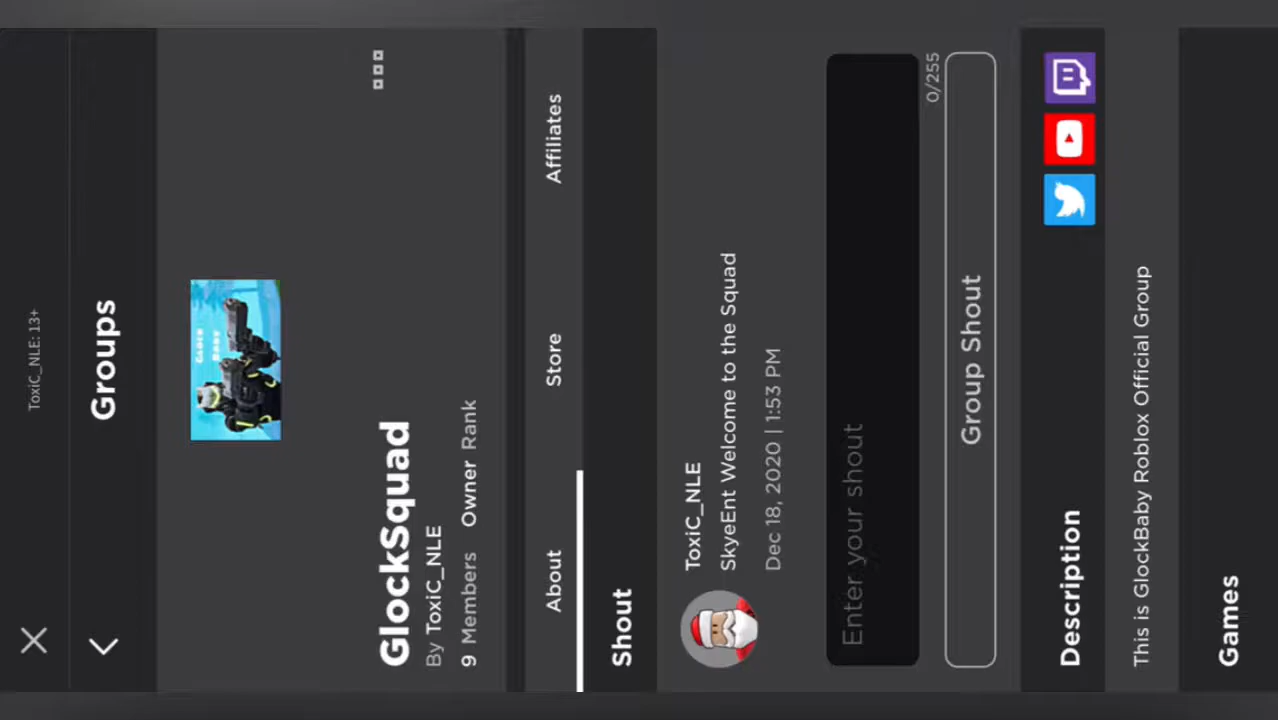 ToxiC_NLE: 13+
Groups
GAMER
BABY
GlockSquad
By ToxiC_NLE
9 Members Owner Rank
About Store Affiliates
Shout
ToxiC_NLE
SkyeEnt Welcome to the Squad
Dec 18, 2020 | 1:53 PM
Enter your shout
0/255
Group Shout
Description
This is GlockBaby Roblox Official Group
Games